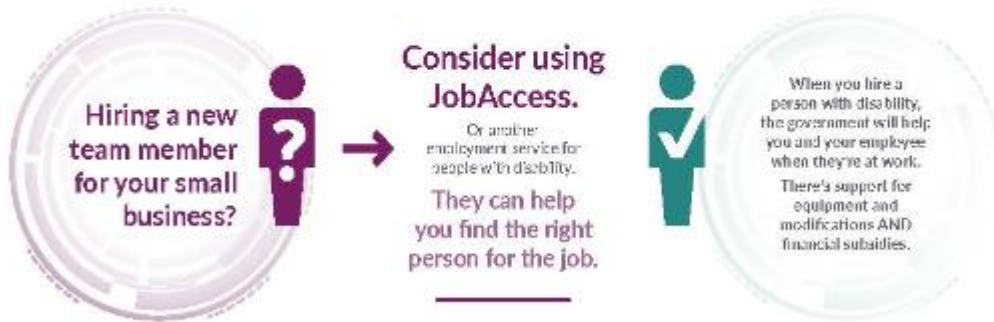 Hiring a new
team member
for your small
business?
?
Consider using
JobAccess.
Or another
employment service for
people with disability.
They can help
you find the right
person for the job.
When you hire a
person with disability,
the government will help
you and your employee
when they're at work.
There's support for
equipment and
modifications AND
financial subsidies.